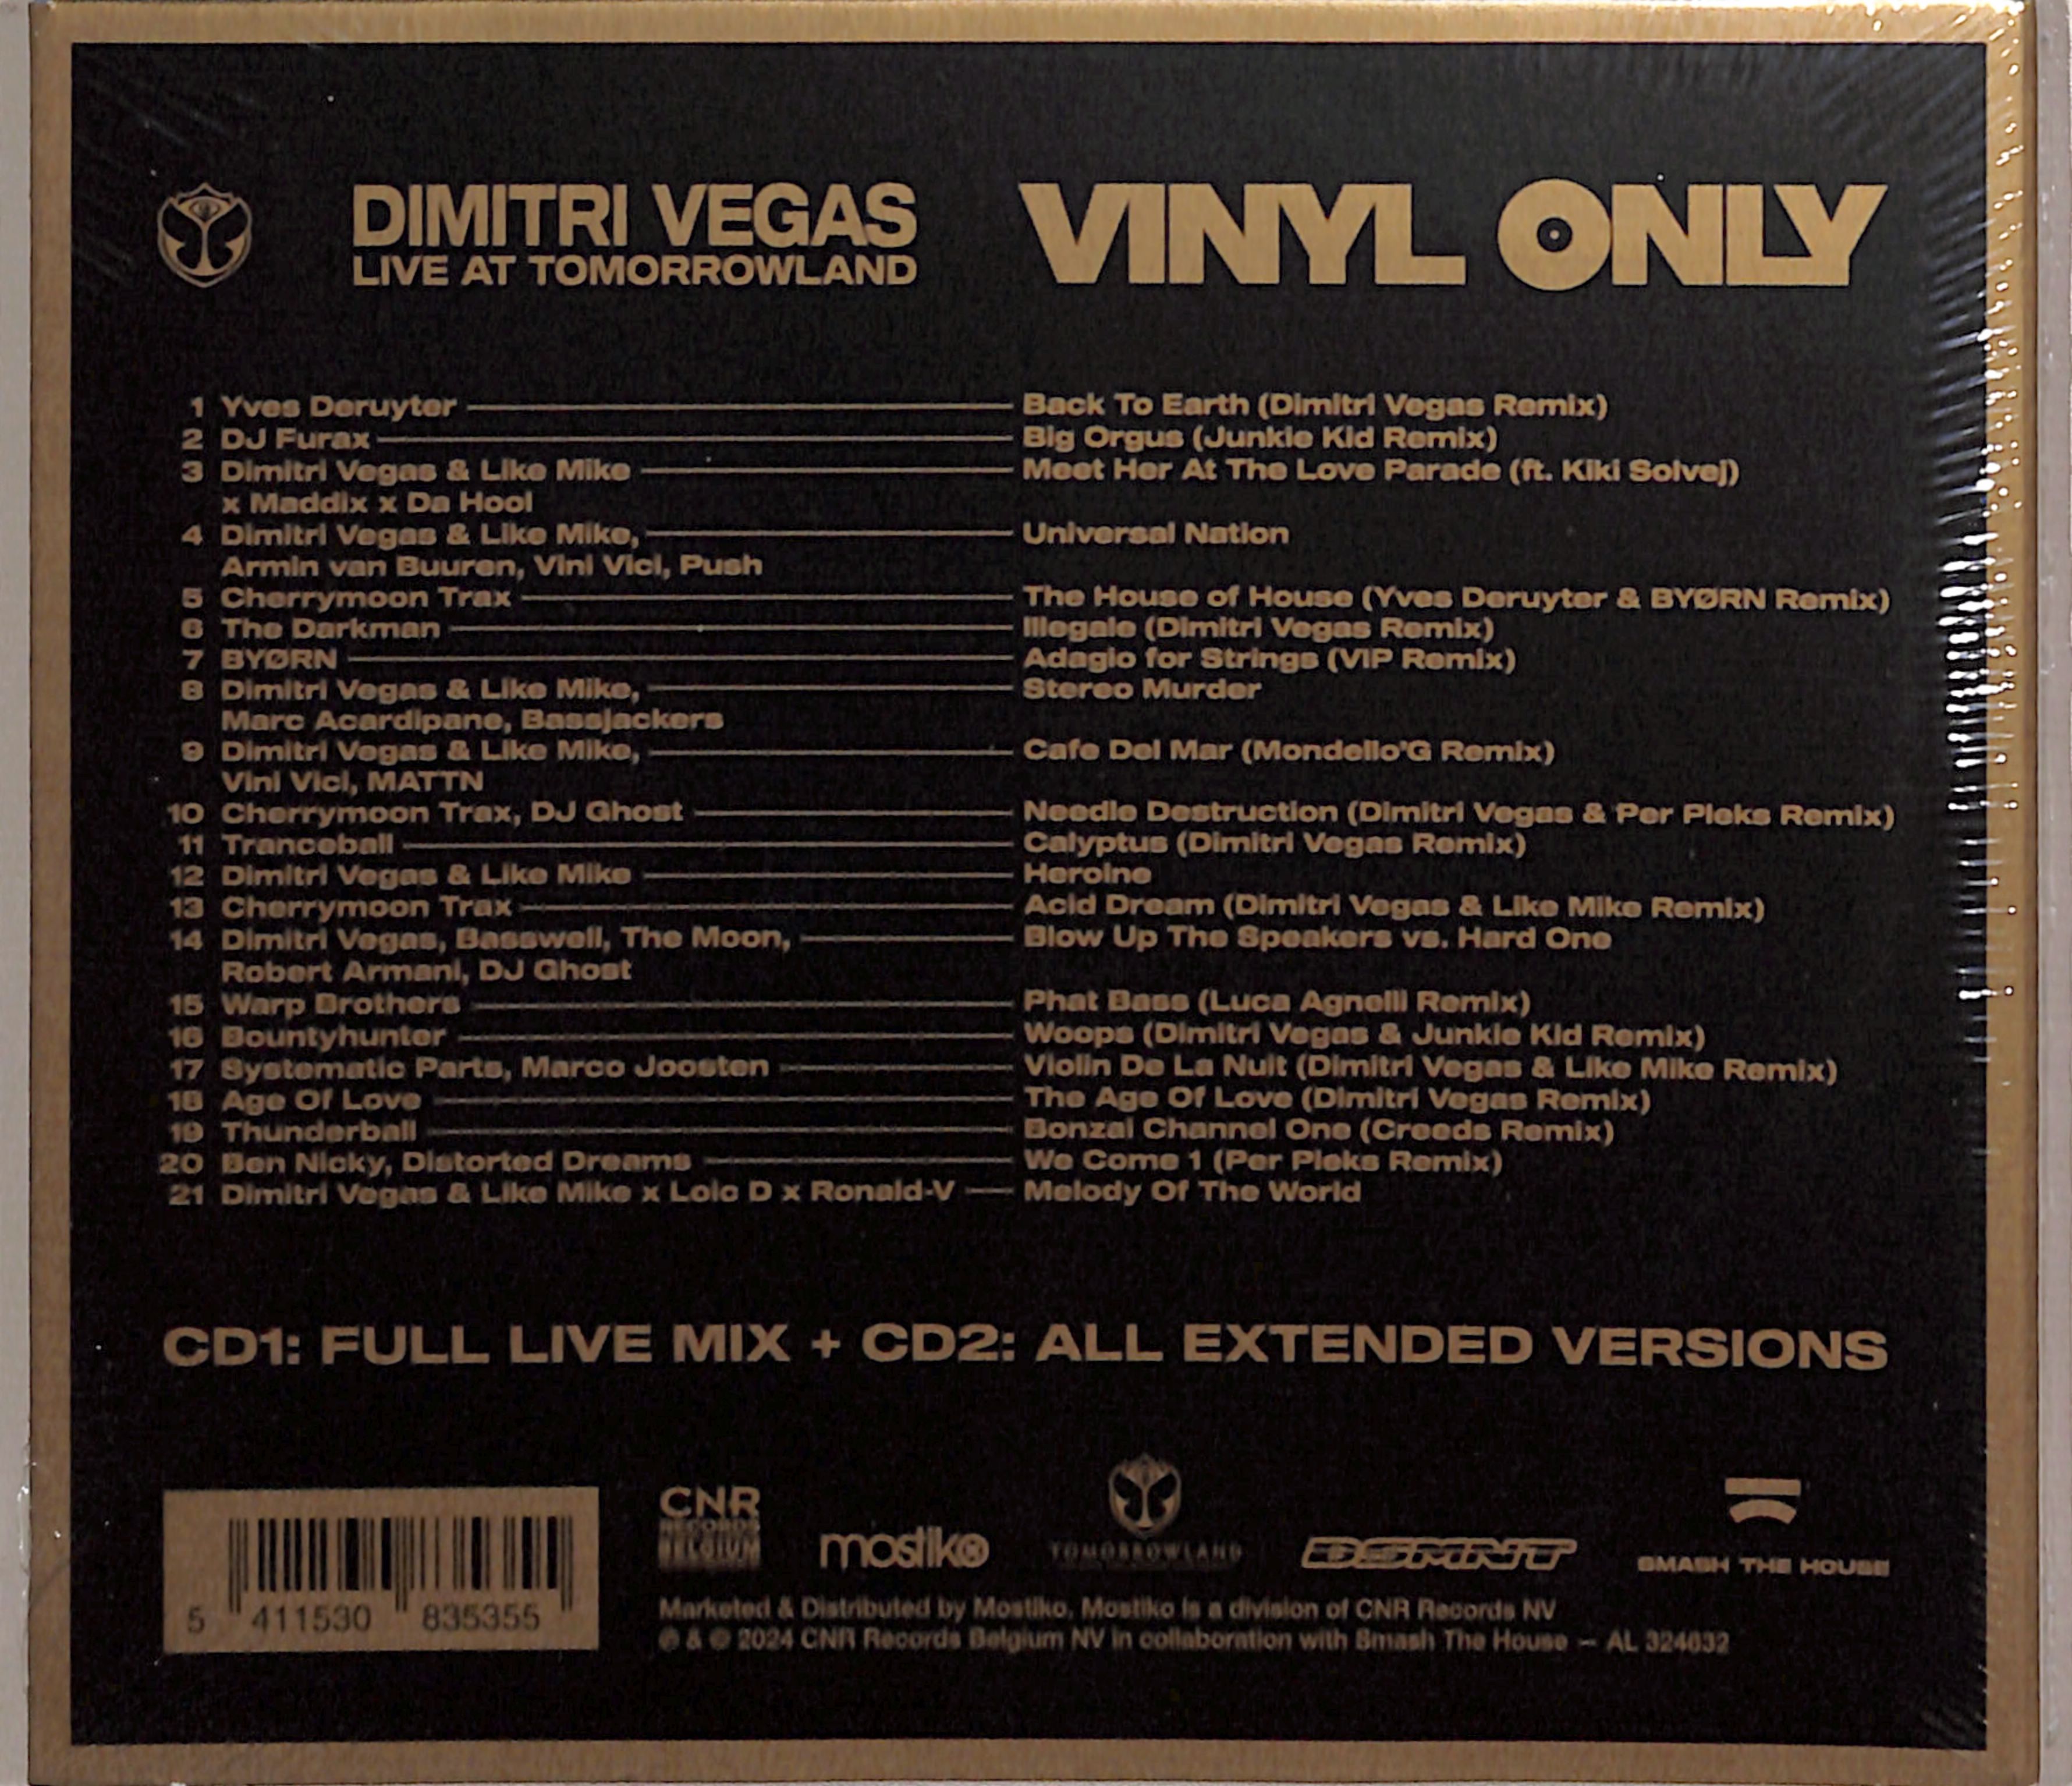 DIMITRI VEGAS
LIVE AT TOMORROWLAND
VINYL ONLY
1 Yves Deruyter Back To Earth (Dimitri Vegas Remix)
2 DJ Furax Big Orgus (Junkie Kid Remix)
3 Dimitri Vegas & Like Mike Meet Her At The Love Parade (ft. Kiki Solvej)
x Maddix x Da Hool
4 Dimitri Vegas & Like Mike, Universal Nation
Armin van Buuren, Vini Vici, Push
5 Cherrymoon Trax The House of House (Yves Deruyter & BYØRN Remix)
6 The Darkman Illegale (Dimitri Vegas Remix)
7 BYØRN Adagio for Strings (VIP Remix)
8 Dimitri Vegas & Like Mike, Stereo Murder
Marc Acardipane, Bassjackers
9 Dimitri Vegas & Like Mike, Cafe Del Mar (Mondello'G Remix)
Vini Vici, MATTN
10 Cherrymoon Trax, DJ Ghost Needle Destruction (Dimitri Vegas & Per Pleks Remix)
11 Tranceball Calyptus (Dimitri Vegas Remix)
12 Dimitri Vegas & Like Mike Heroine
13 Cherrymoon Trax Acid Dream (Dimitri Vegas & Like Mike Remix)
14 Dimitri Vegas, Basswell, The Moon, Blow Up The Speakers vs. Hard One
Robert Armani, DJ Ghost
15 Warp Brothers Phat Bass (Luca Agnelli Remix)
16 Bountyhunter Woops (Dimitri Vegas & Junkie Kid Remix)
17 Systematic Parts, Marco Joosten Violin De La Nuit (Dimitri Vegas & Like Mike Remix)
18 Age Of Love The Age Of Love (Dimitri Vegas Remix)
19 Thunderball Bonzai Channel One (Creeds Remix)
20 Ben Nicky, Distorted Dreams We Come 1 (Per Pleks Remix)
21 Dimitri Vegas & Like Mike x Loic D x Ronald-V Melody Of The World
CD1: FULL LIVE MIX + CD2: ALL EXTENDED VERSIONS
5 411530 835355
CNR
RECORDS
BELGIUM
mostiko
TOMORROWLAND
DSMNT
SMASH THE HOUSE
Marketed & Distributed by Mostiko. Mostiko is a division of CNR Records NV
℗ & © 2024 CNR Records Belgium NV in collaboration with Smash The House – AL 324632